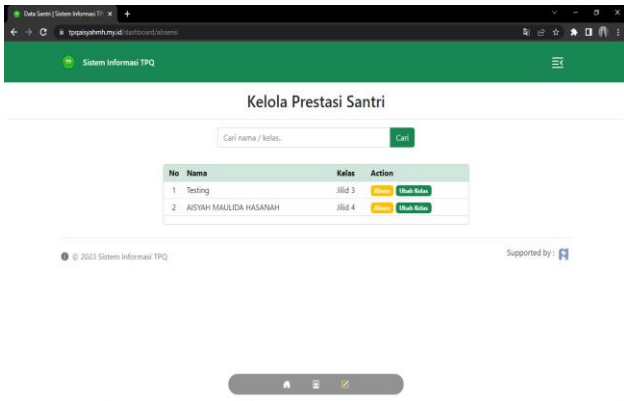 Data Santri | Sistem Informasi TP
tpqaisyahmh.my.id/dashboard/absensi
Sistem Informasi TPQ
Kelola Prestasi Santri
Cari nama / kelas..
Cari
No Nama Kelas Action
1 Testing Jilid 3 Absen Ubah Kelas
2 AISYAH MAULIDA HASANAH Jilid 4 Absen Ubah Kelas
© 2023 Sistem Informasi TPQ
Supported by :